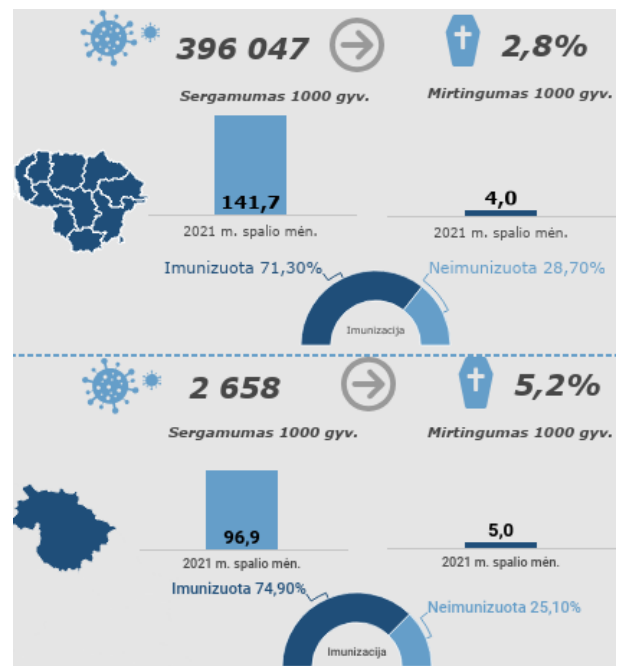 396 047
2,8%
Sergamumas 1000 gyv.
Mirtingumas 1000 gyv.
141,7
4,0
2021 m. spalio mėn.
2021 m. spalio mėn.
Imunizuota 71,30%
Neimunizuota 28,70%
Imunizacija
2 658
5,2%
Sergamumas 1000 gyv.
Mirtingumas 1000 gyv.
96,9
5,0
2021 m. spalio mėn.
2021 m. spalio mėn.
Imunizuota 74,90%
Neimunizuota 25,10%
Imunizacija